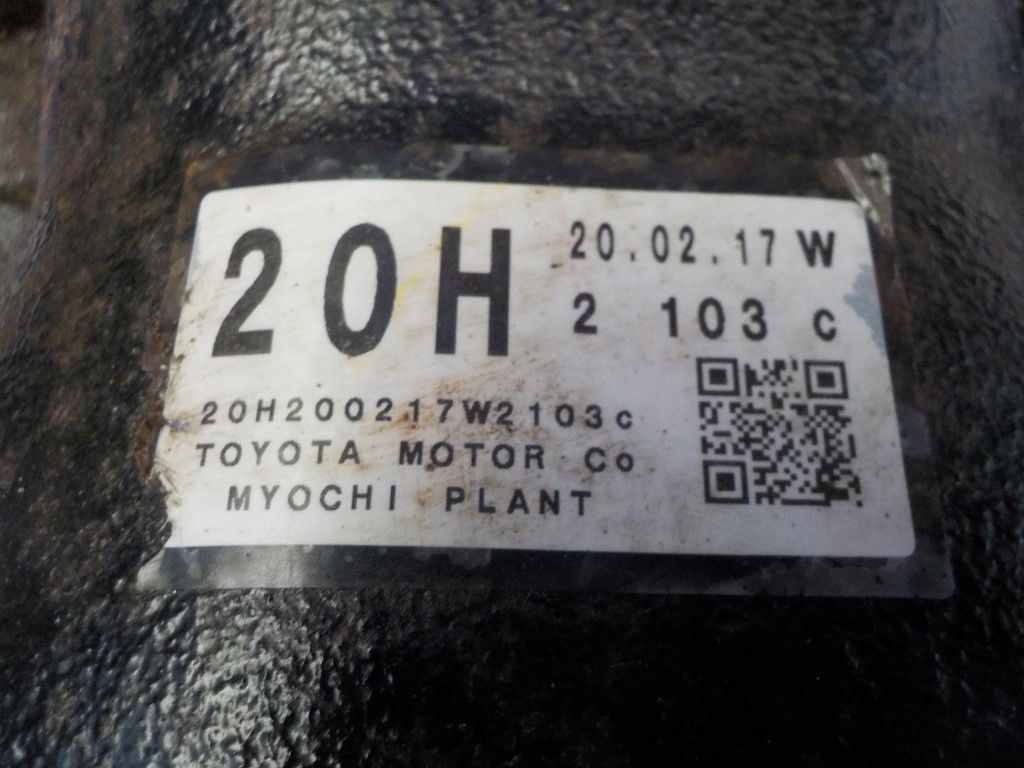 20H
20.02.17 W
2 103 c
20H200217W2103c
TOYOTA MOTOR Co
MYOCHI PLANT